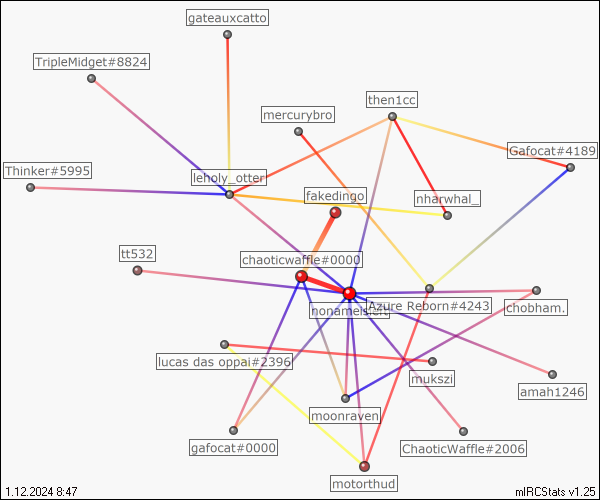 gateauxcatto
TripleMidget#8824
then1cc
mercurybro
Gafocat#4189
Thinker#5995
leholy_otter
fakedingo
nharwhal_
tt532
chaoticwaffle#0000
Azure Reborn#4243
chobham.
lucas das oppai#2396
mukszi
amah1246
moonraven
gafocat#0000
ChaoticWaffle#2006
motorthud
1.12.2024 8:47
mIRCStats v1.25